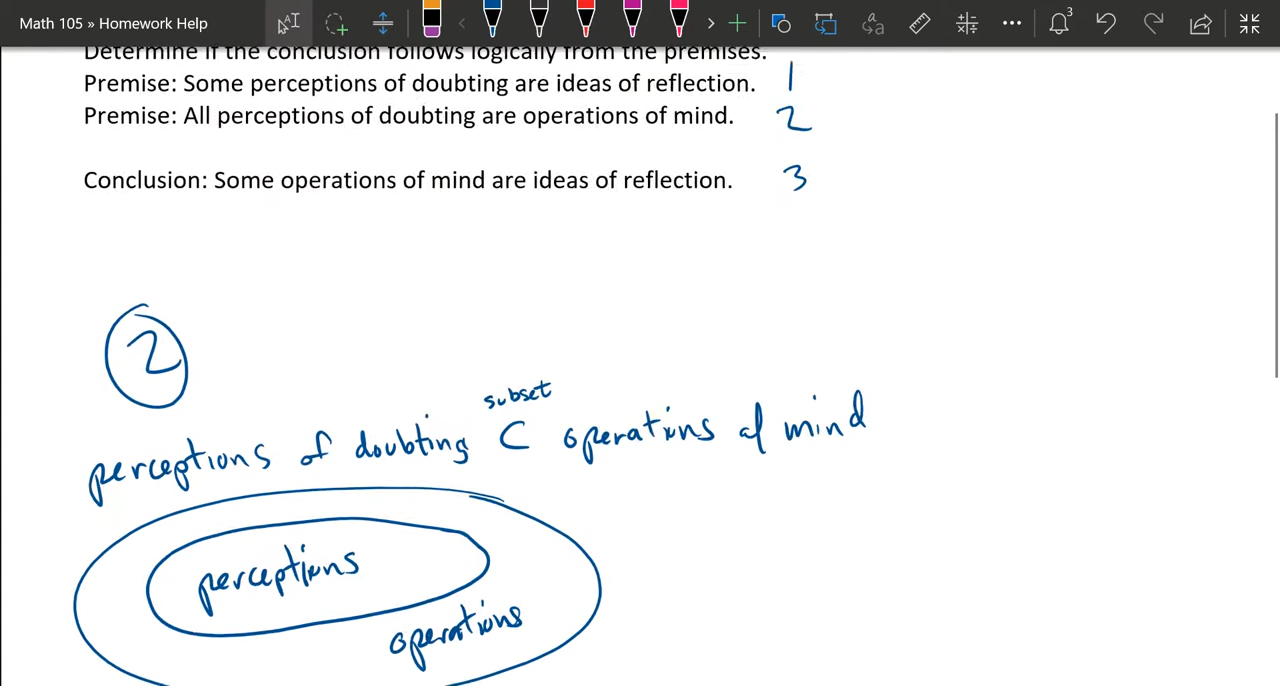 Math 105 » Homework Help
3
Determine if the conclusion follows logically from the premises.
Premise: Some perceptions of doubting are ideas of reflection. 1
Premise: All perceptions of doubting are operations of mind. 2
Conclusion: Some operations of mind are ideas of reflection. 3
2
subset
perceptions of doubting ⊂ operations of mind
perceptions
operations